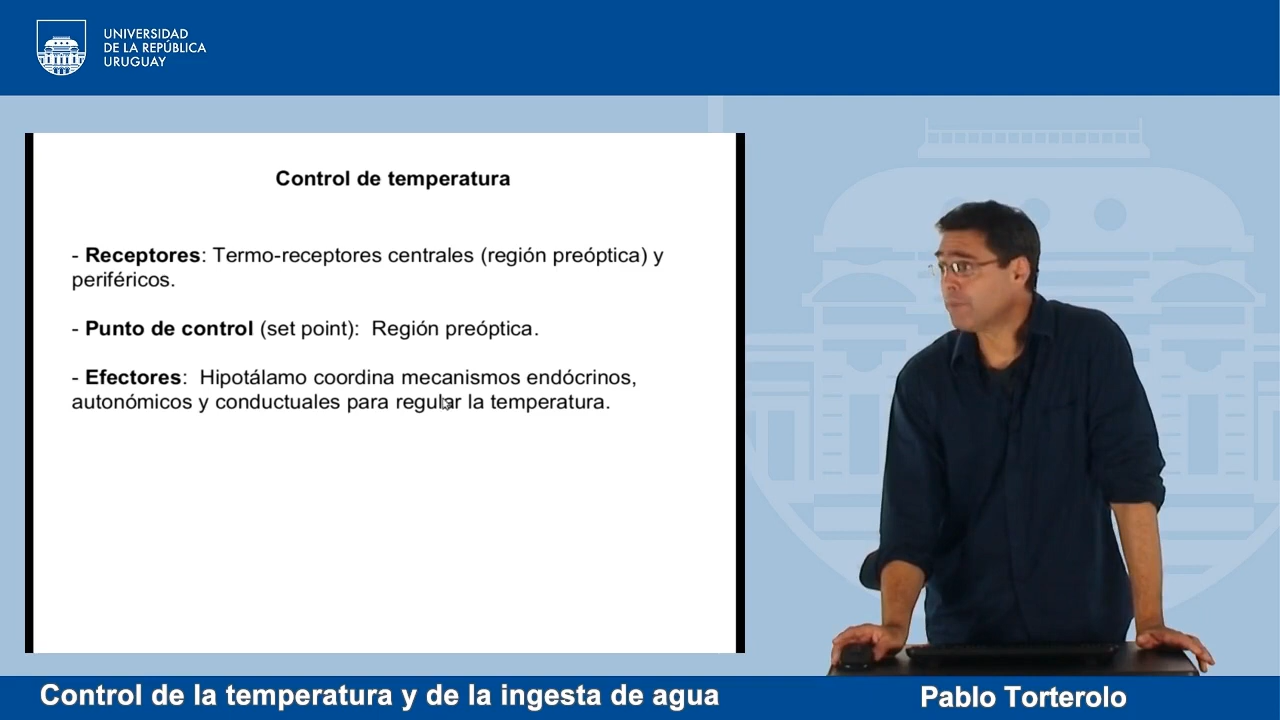 UNIVERSIDAD
DE LA REPÚBLICA
URUGUAY
Control de temperatura
- Receptores: Termo-receptores centrales (región preóptica) y
periféricos.
- Punto de control (set point): Región preóptica.
- Efectores: Hipotálamo coordina mecanismos endócrinos,
autonómicos y conductuales para regular la temperatura.
Control de la temperatura y de la ingesta de agua
Pablo Torterolo